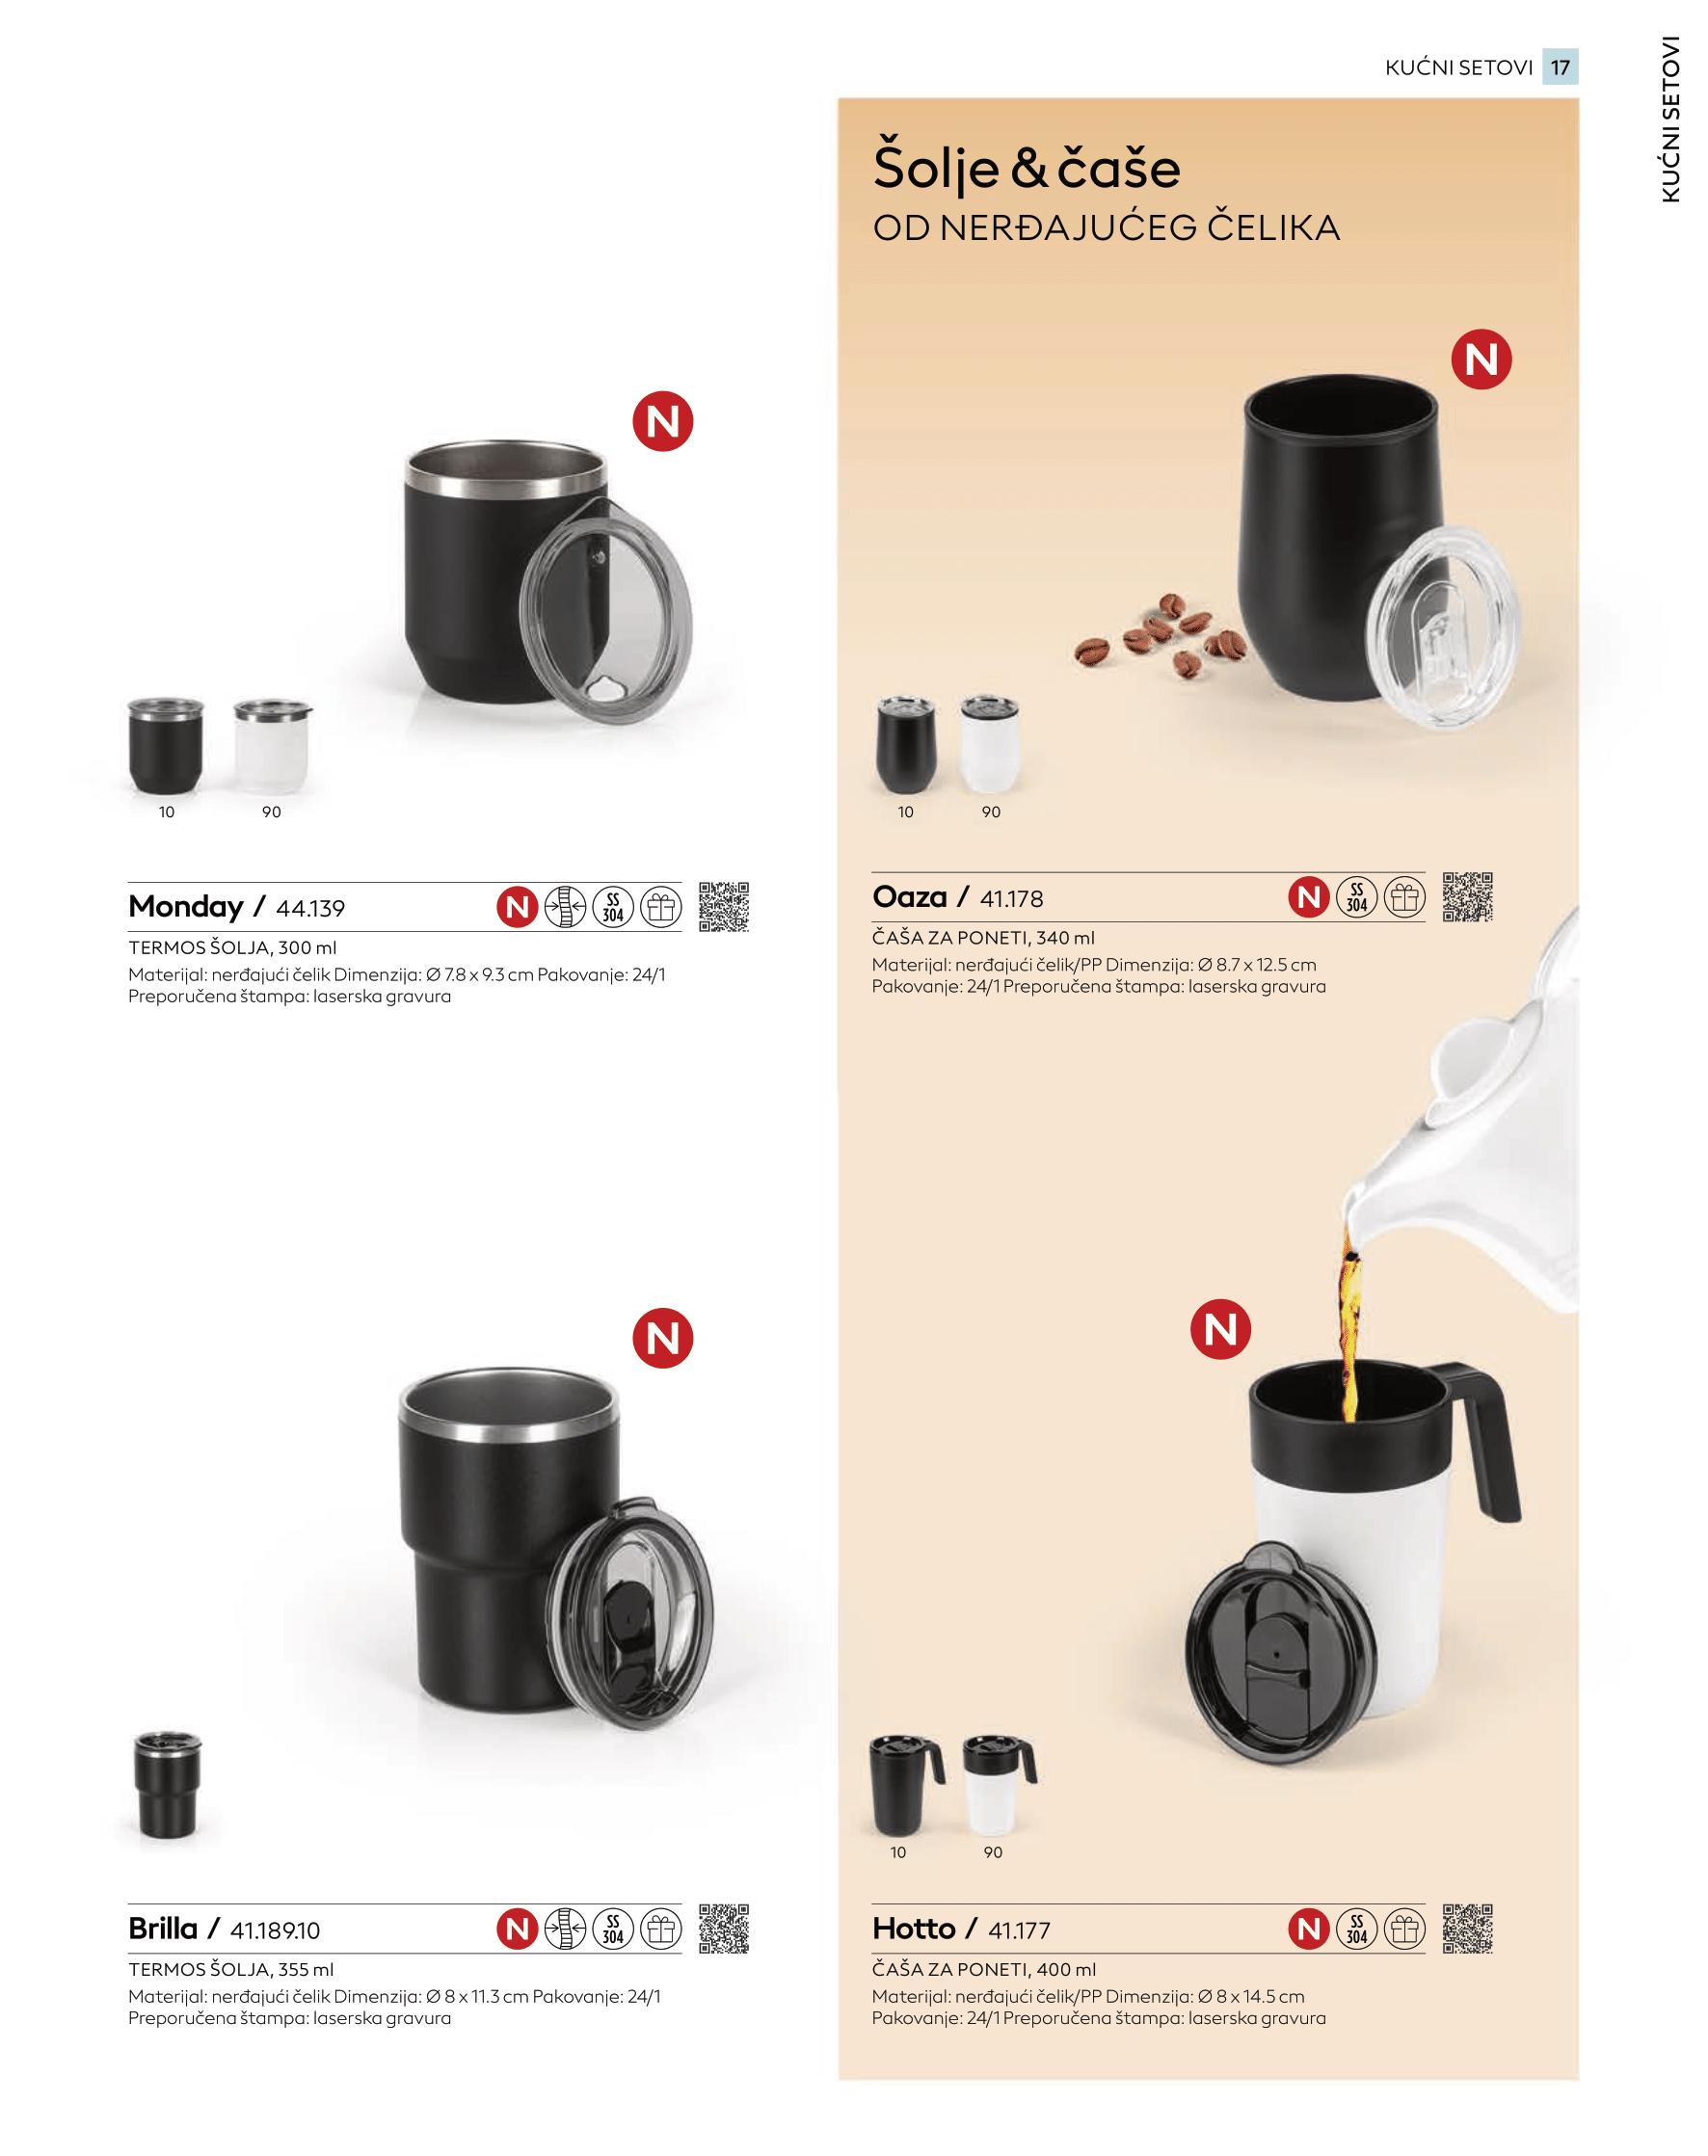 KUĆNI SETOVI 17
KUĆNI SETOVI
Šolje & čaše
OD NERĐAJUĆEG ČELIKA
N
N
10 90
10 90
Monday / 44.139 N SS 304
TERMOS ŠOLJA, 300 ml
Materijal: nerđajući čelik Dimenzija: Ø 7.8 x 9.3 cm Pakovanje: 24/1
Preporučena štampa: laserska gravura
Oaza / 41.178 N SS 304
ČAŠA ZA PONETI, 340 ml
Materijal: nerđajući čelik/PP Dimenzija: Ø 8.7 x 12.5 cm
Pakovanje: 24/1 Preporučena štampa: laserska gravura
N
N
10 90
Brilla / 41.189.10 N SS 304
TERMOS ŠOLJA, 355 ml
Materijal: nerđajući čelik Dimenzija: Ø 8 x 11.3 cm Pakovanje: 24/1
Preporučena štampa: laserska gravura
Hotto / 41.177 N SS 304
ČAŠA ZA PONETI, 400 ml
Materijal: nerđajući čelik/PP Dimenzija: Ø 8 x 14.5 cm
Pakovanje: 24/1 Preporučena štampa: laserska gravura